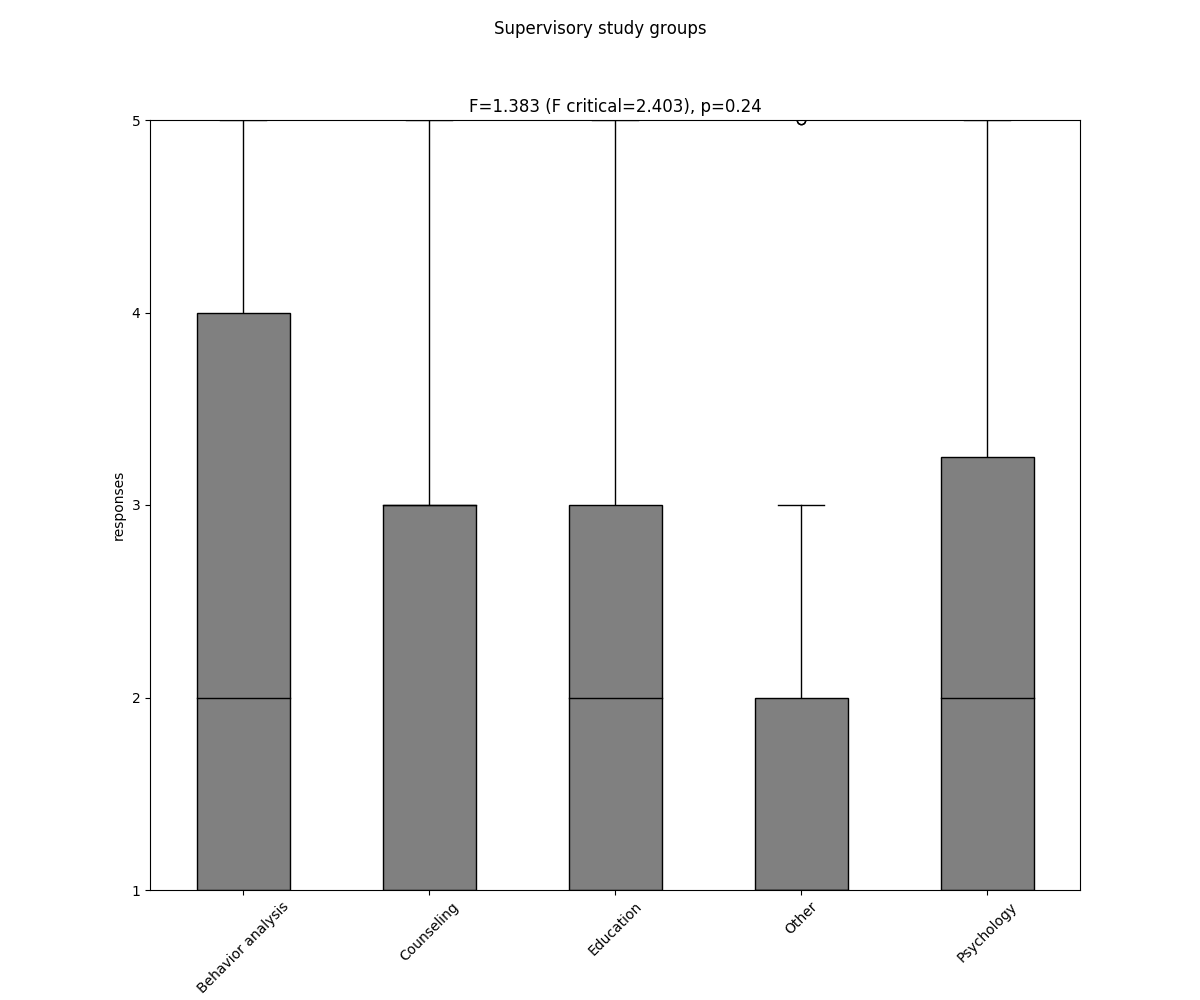 Supervisory study groups
F=1.383 (F critical=2.403), p=0.24
5
4
3
2
1
responses
Behavior analysis
Counseling
Education
Other
Psychology